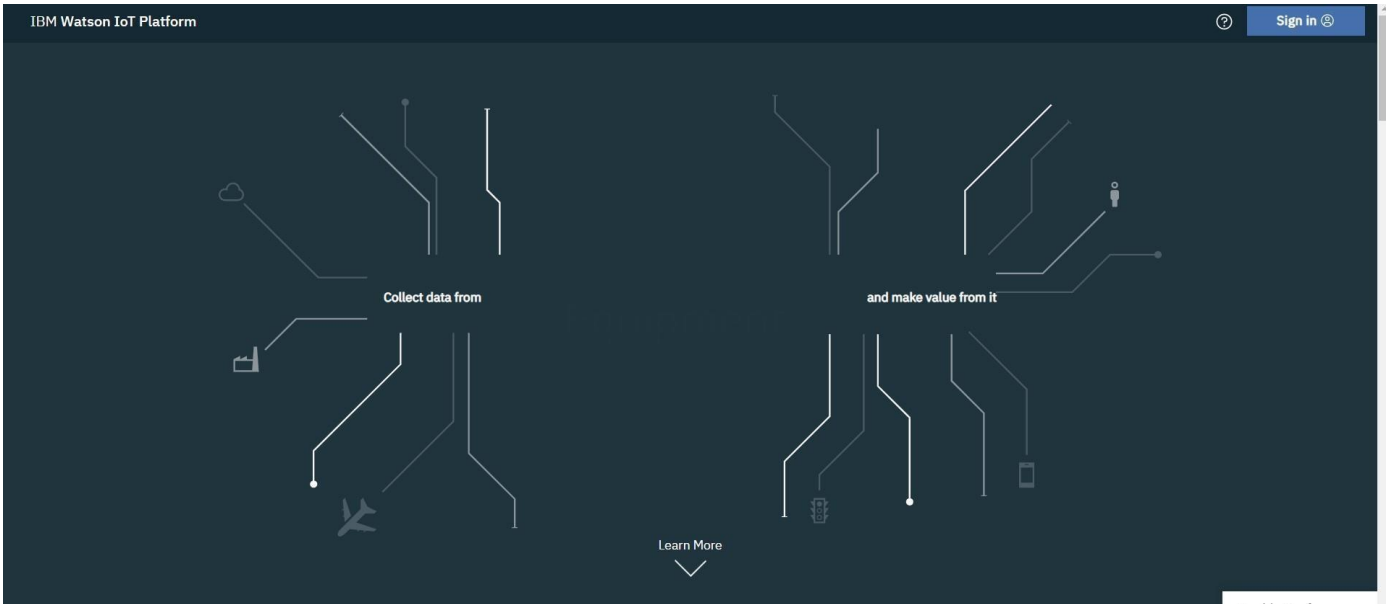 IBM Watson IoT Platform
Sign in
Collect data from
and make value from it
Learn More